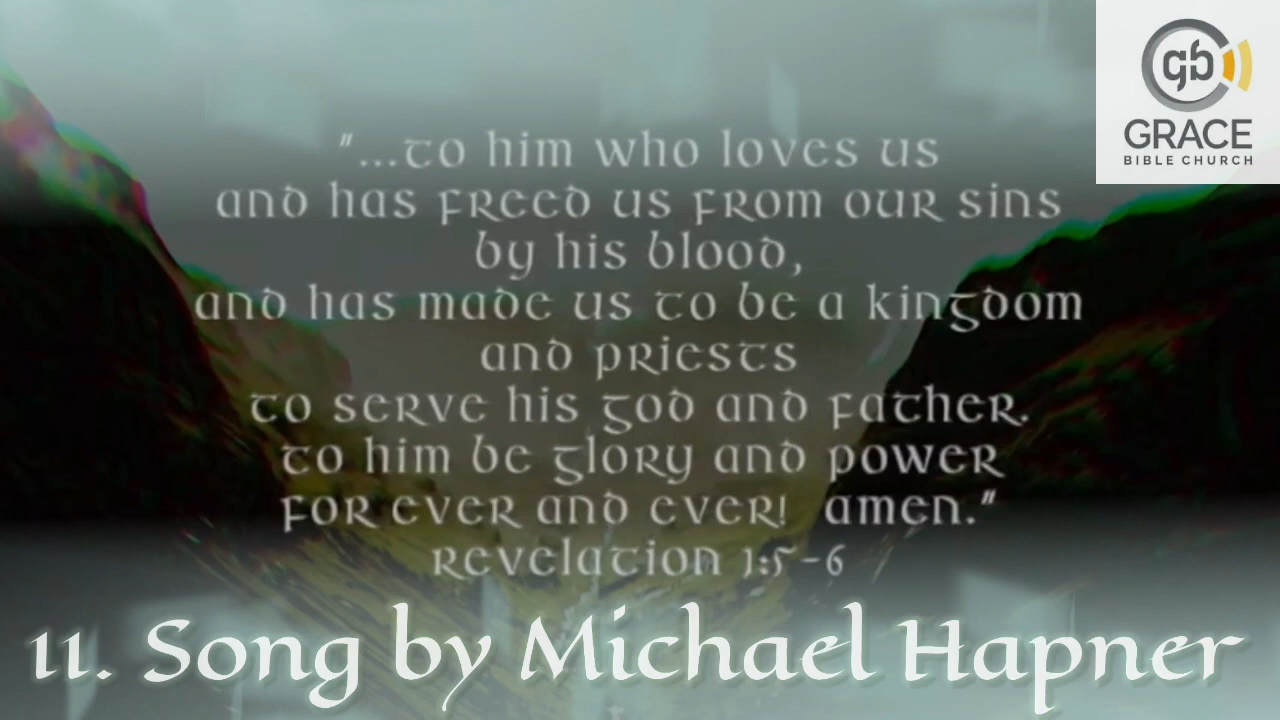 gb
GRACE
BIBLE CHURCH
"...to him who loves us
and has freed us from our sins
by his blood,
and has made us to be a kingdom
and priests
to serve his god and father.
to him be glory and power
for ever and ever! amen."
Revelation 1:5-6
11. Song by Michael Hapner